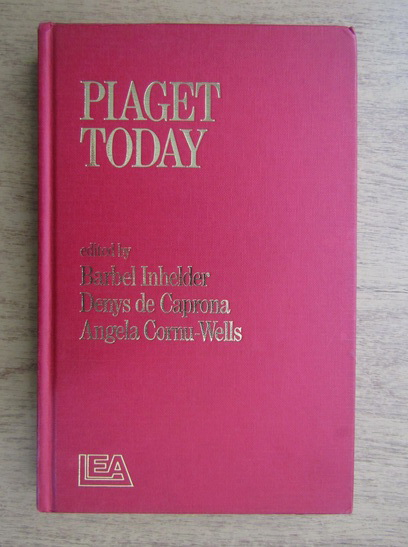 PIAGET
TODAY
edited by
Barbel Inhelder
Denys de Caprona
Angela Cornu-Wells
LEA